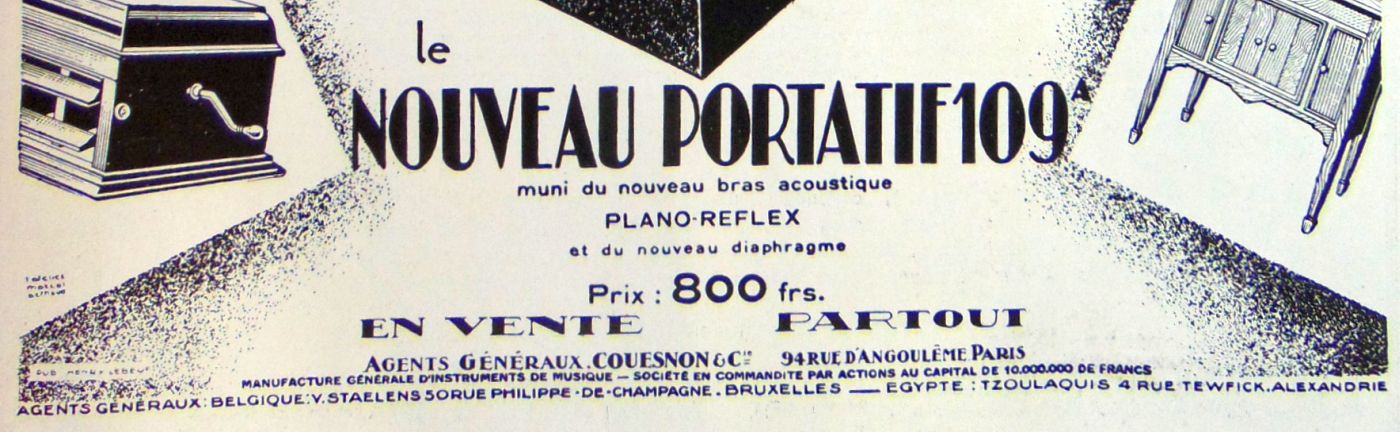 le
NOUVEAU PORTATIF 109 A
muni du nouveau bras acoustique
PLANO-REFLEX
et du nouveau diaphragme
Prix : 800 frs.
EN VENTE PARTOUT
AGENTS GÉNÉRAUX. COUESNON & Cie 94 RUE D'ANGOULÊME PARIS
MANUFACTURE GÉNÉRALE D'INSTRUMENTS DE MUSIQUE — SOCIÉTÉ EN COMMANDITE PAR ACTIONS AU CAPITAL DE 10.000.000 DE FRANCS
AGENTS GÉNÉRAUX : BELGIQUE : V. STAELENS 50 RUE PHILIPPE-DE-CHAMPAGNE. BRUXELLES — EGYPTE : TZOULAQUIS 4 RUE TEWFICK. ALEXANDRIE